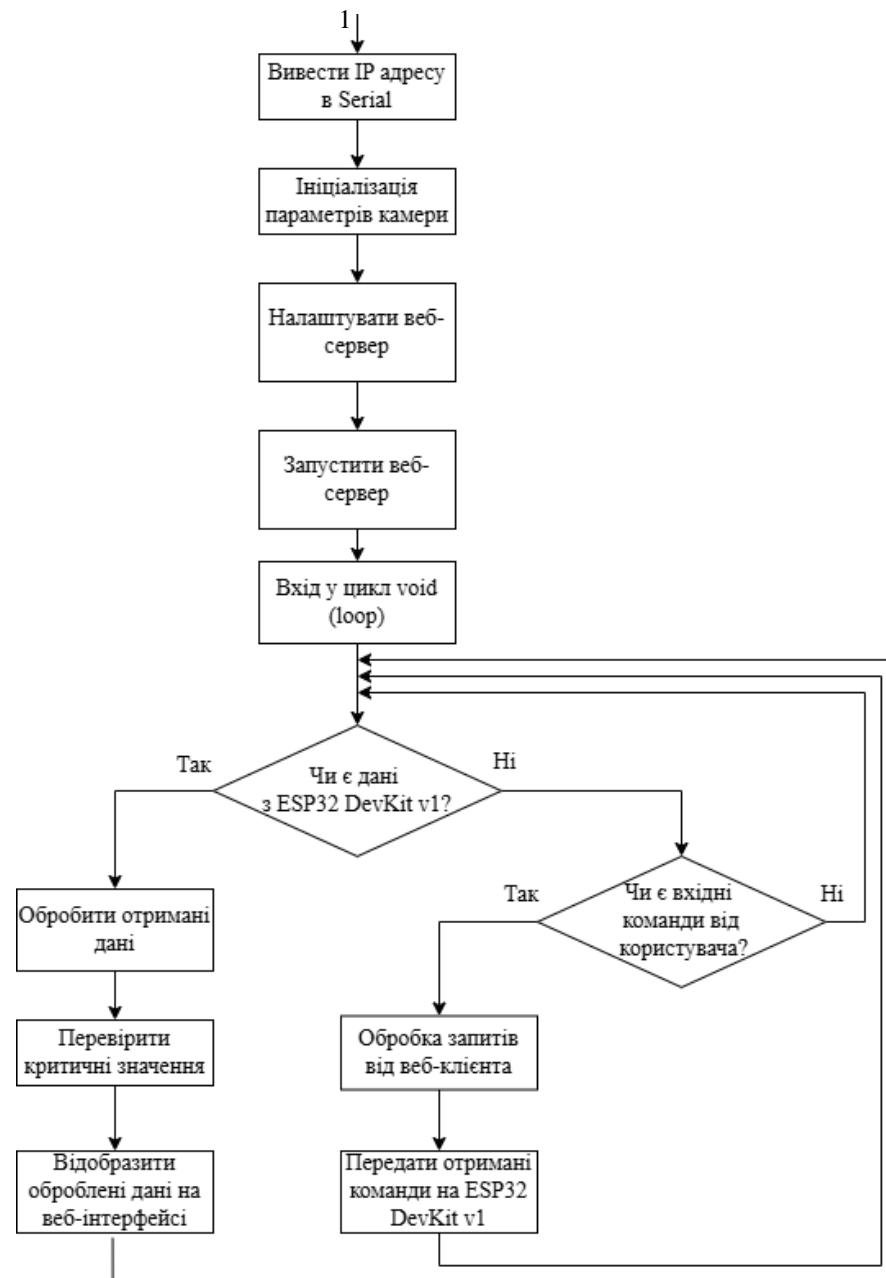 1
Вивести IP адресу
в Serial
Ініціалізація
параметрів камери
Налаштувати веб-
сервер
Запустити веб-
сервер
Вхід у цикл void
(loop)
Так
Чи є дані
з ESP32 DevKit v1?
Ні
Обробити отримані
дані
Перевірити
критичні значення
Відобразити
оброблені дані на
веб-інтерфейсі
Так
Чи є вхідні
команди від
користувача?
Ні
Обробка запитів
від веб-клієнта
Передати отримані
команди на ESP32
DevKit v1